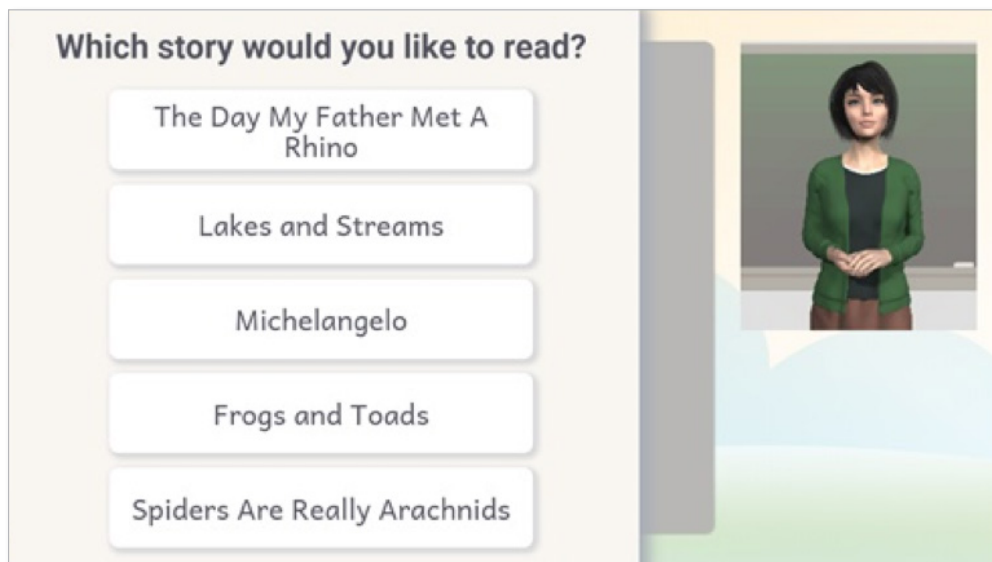 Which story would you like to read?
The Day My Father Met A
Rhino
Lakes and Streams
Michelangelo
Frogs and Toads
Spiders Are Really Arachnids